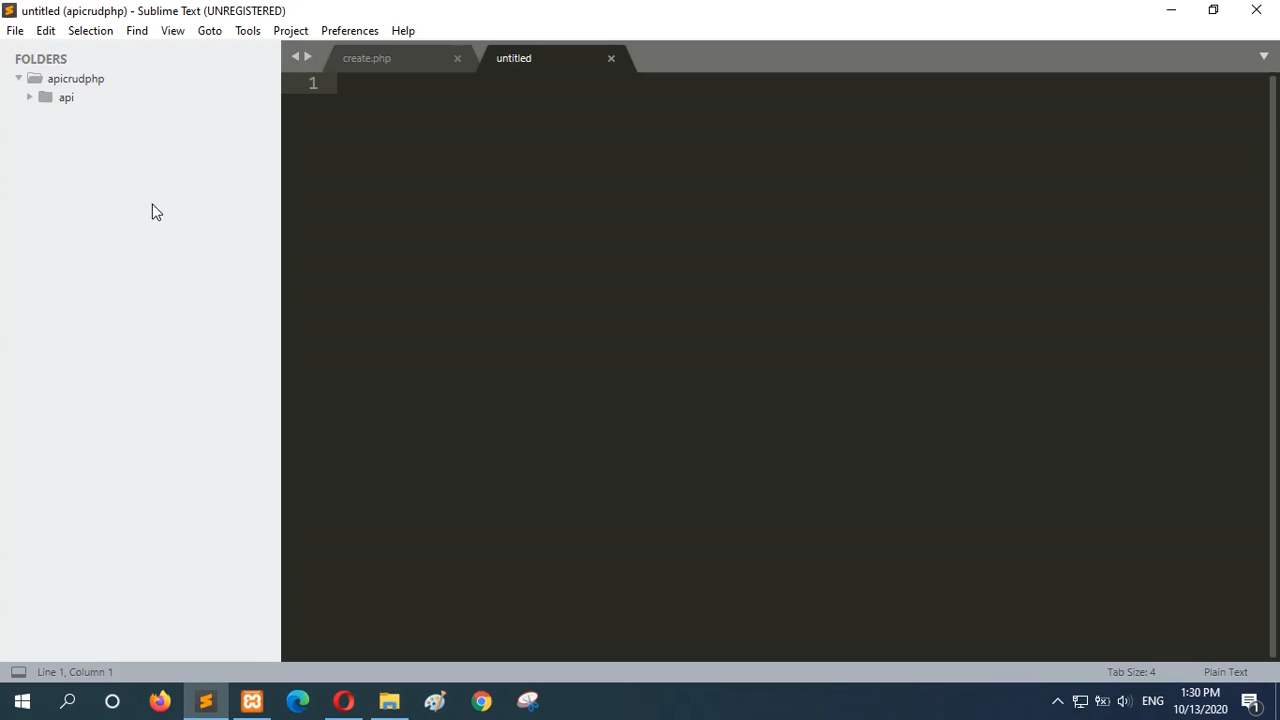 untitled (apicrudphp) - Sublime Text (UNREGISTERED)
File Edit Selection Find View Goto Tools Project Preferences Help
FOLDERS
apicrudphp
api
create.php
untitled
1
Line 1, Column 1
Tab Size: 4
Plain Text
ENG
1:30 PM
10/13/2020
1